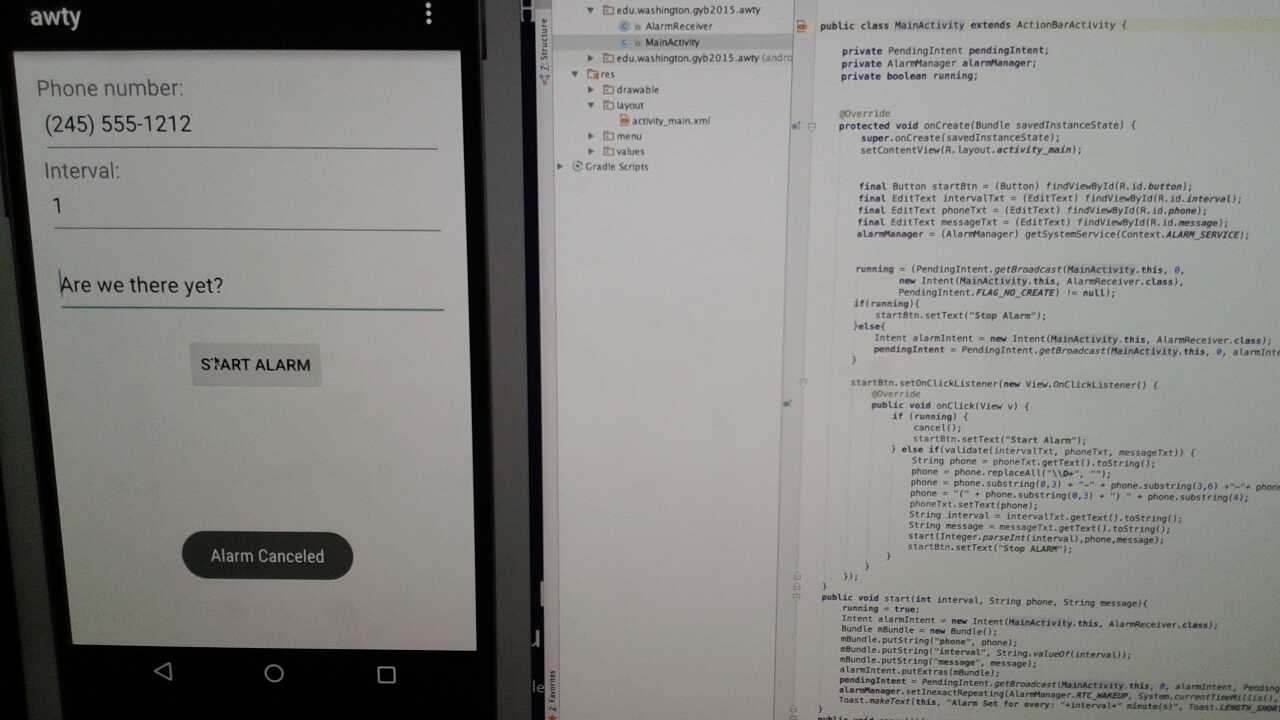 awty
Phone number:
(245) 555-1212
Interval:
1
Are we there yet?
START ALARM
Alarm Canceled
Z: Structure
2: Favorites
edu.washington.gyb2015.awty
AlarmReceiver
MainActivity
edu.washington.gyb2015.awty (andro
res
drawable
layout
activity_main.xml
menu
values
Gradle Scripts
public class MainActivity extends ActionBarActivity {
private PendingIntent pendingIntent;
private AlarmManager alarmManager;
private boolean running;
@Override
protected void onCreate(Bundle savedInstanceState) {
super.onCreate(savedInstanceState);
setContentView(R.layout.activity_main);
final Button startBtn = (Button) findViewById(R.id.button);
final EditText intervalTxt = (EditText) findViewById(R.id.interval);
final EditText phoneTxt = (EditText) findViewById(R.id.phone);
final EditText messageTxt = (EditText) findViewById(R.id.message);
alarmManager = (AlarmManager) getSystemService(Context.ALARM_SERVICE);
running = (PendingIntent.getBroadcast(MainActivity.this, 0,
new Intent(MainActivity.this, AlarmReceiver.class),
PendingIntent.FLAG_NO_CREATE) != null);
if(running){
startBtn.setText("Stop Alarm");
}else{
Intent alarmIntent = new Intent(MainActivity.this, AlarmReceiver.class);
pendingIntent = PendingIntent.getBroadcast(MainActivity.this, 0, alarmInte
}
startBtn.setOnClickListener(new View.OnClickListener() {
@Override
public void onClick(View v) {
if (running) {
cancel();
startBtn.setText("Start Alarm");
} else if(validate(intervalTxt, phoneTxt, messageTxt)) {
String phone = phoneTxt.getText().toString();
phone = phone.replaceAll("\\D+", "");
phone = phone.substring(0,3) + "-" + phone.substring(3,6) +"-"+ phon
phone = "(" + phone.substring(0,3) + ") " + phone.substring(4);
phoneTxt.setText(phone);
String interval = intervalTxt.getText().toString();
String message = messageTxt.getText().toString();
start(Integer.parseInt(interval),phone,message);
startBtn.setText("Stop ALARM");
}
}
});
}
public void start(int interval, String phone, String message){
running = true;
Intent alarmIntent = new Intent(MainActivity.this, AlarmReceiver.class);
Bundle mBundle = new Bundle();
mBundle.putString("phone", phone);
mBundle.putString("interval", String.valueOf(interval));
mBundle.putString("message", message);
alarmIntent.putExtras(mBundle);
pendingIntent = PendingIntent.getBroadcast(MainActivity.this, 0, alarmIntent, Pending
alarmManager.setInexactRepeating(AlarmManager.RTC_WAKEUP, System.currentTimeMillis(),
Toast.makeText(this, "Alarm Set for every: "+interval+" minute(s)", Toast.LENGTH_SHORT
}